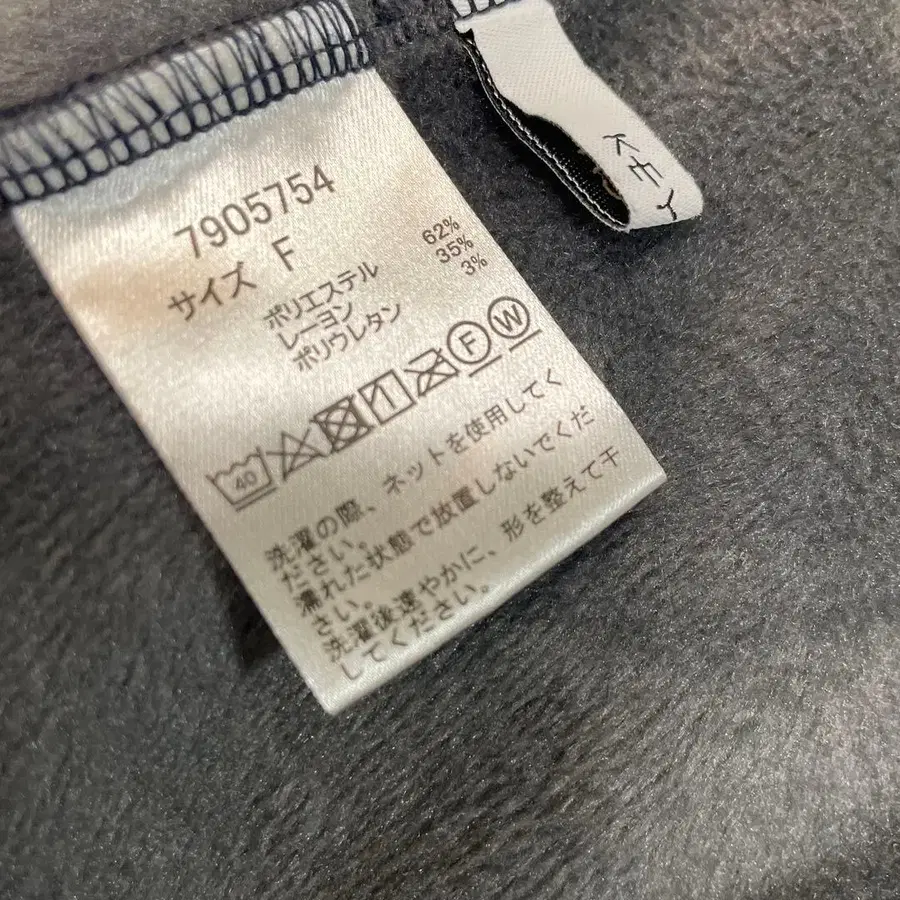 7905754
サイズ F
ポリエステル 62%
レーヨン 35%
ポリウレタン 3%
40 F W
洗濯の際、ネットを使用してく
ださい。
濡れた状態で放置しないでくだ
さい。
洗濯後速やかに、形を整えて干
してください。